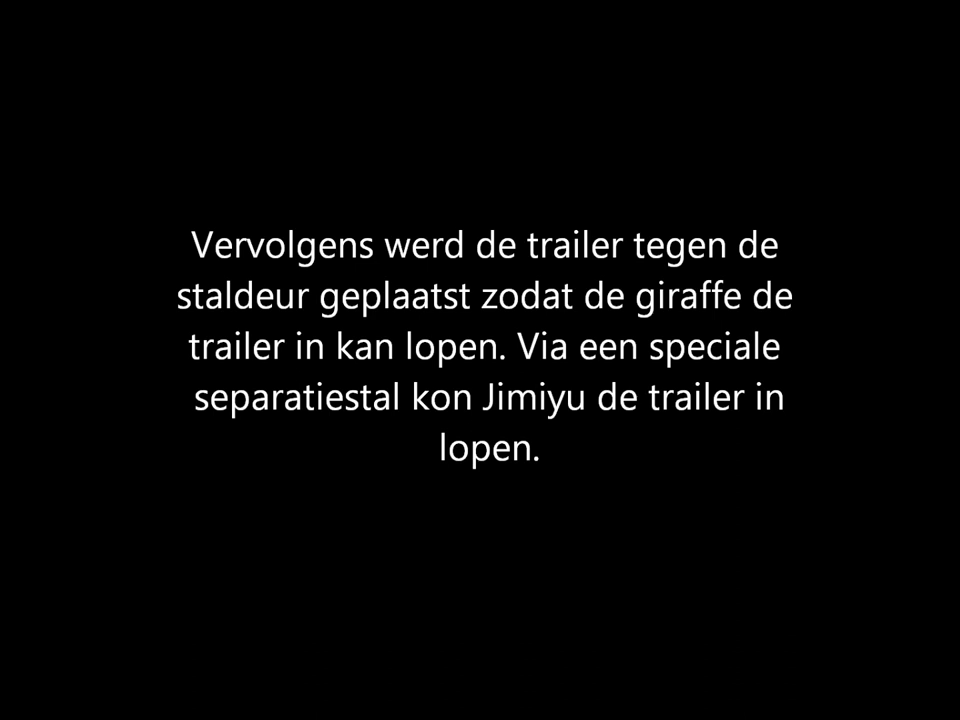 Vervolgens werd de trailer tegen de
staldeur geplaatst zodat de giraffe de
trailer in kan lopen. Via een speciale
separatiestal kon Jimiyu de trailer in
lopen.